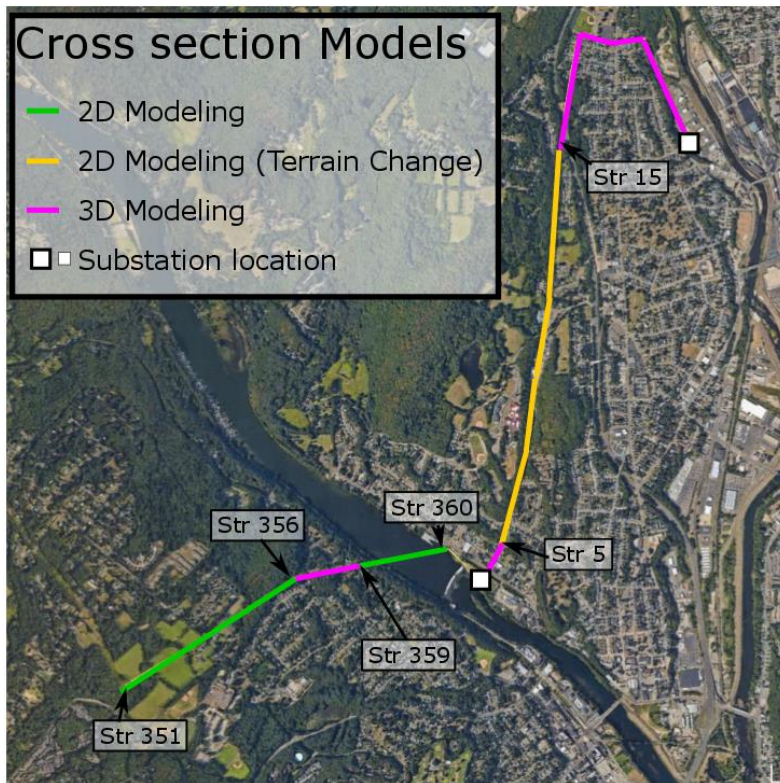 Cross section Models
2D Modeling
2D Modeling (Terrain Change)
3D Modeling
Substation location
Str 15
Str 360
Str 356
Str 5
Str 359
Str 351